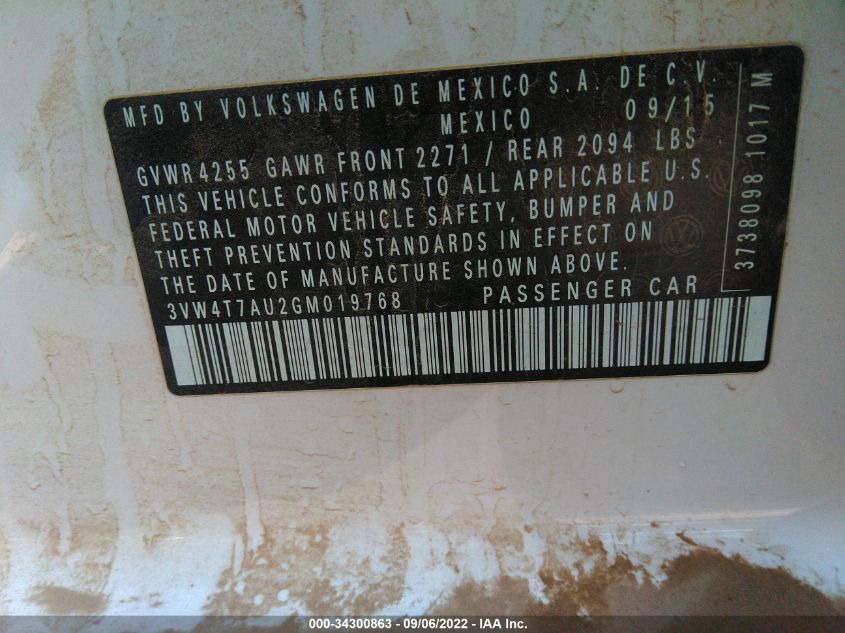 MFD BY VOLKSWAGEN DE MEXICO S.A. DE C.V.
MEXICO 09/15
GVWR 4255 GAWR FRONT 2271 / REAR 2094 LBS
THIS VEHICLE CONFORMS TO ALL APPLICABLE U.S.
FEDERAL MOTOR VEHICLE SAFETY, BUMPER AND
THEFT PREVENTION STANDARDS IN EFFECT ON
THE DATE OF MANUFACTURE SHOWN ABOVE.
3VW4T7AU2GM019768 PASSENGER CAR
3738098 1017 M
000-34300863 - 09/06/2022 - IAA Inc.